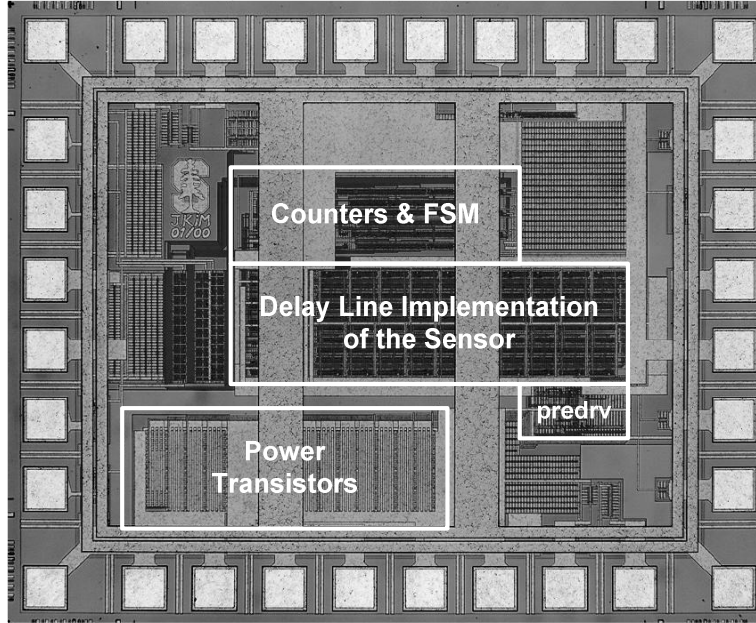 JKIM
01/00
Counters & FSM
Delay Line Implementation
of the Sensor
predrv
Power
Transistors